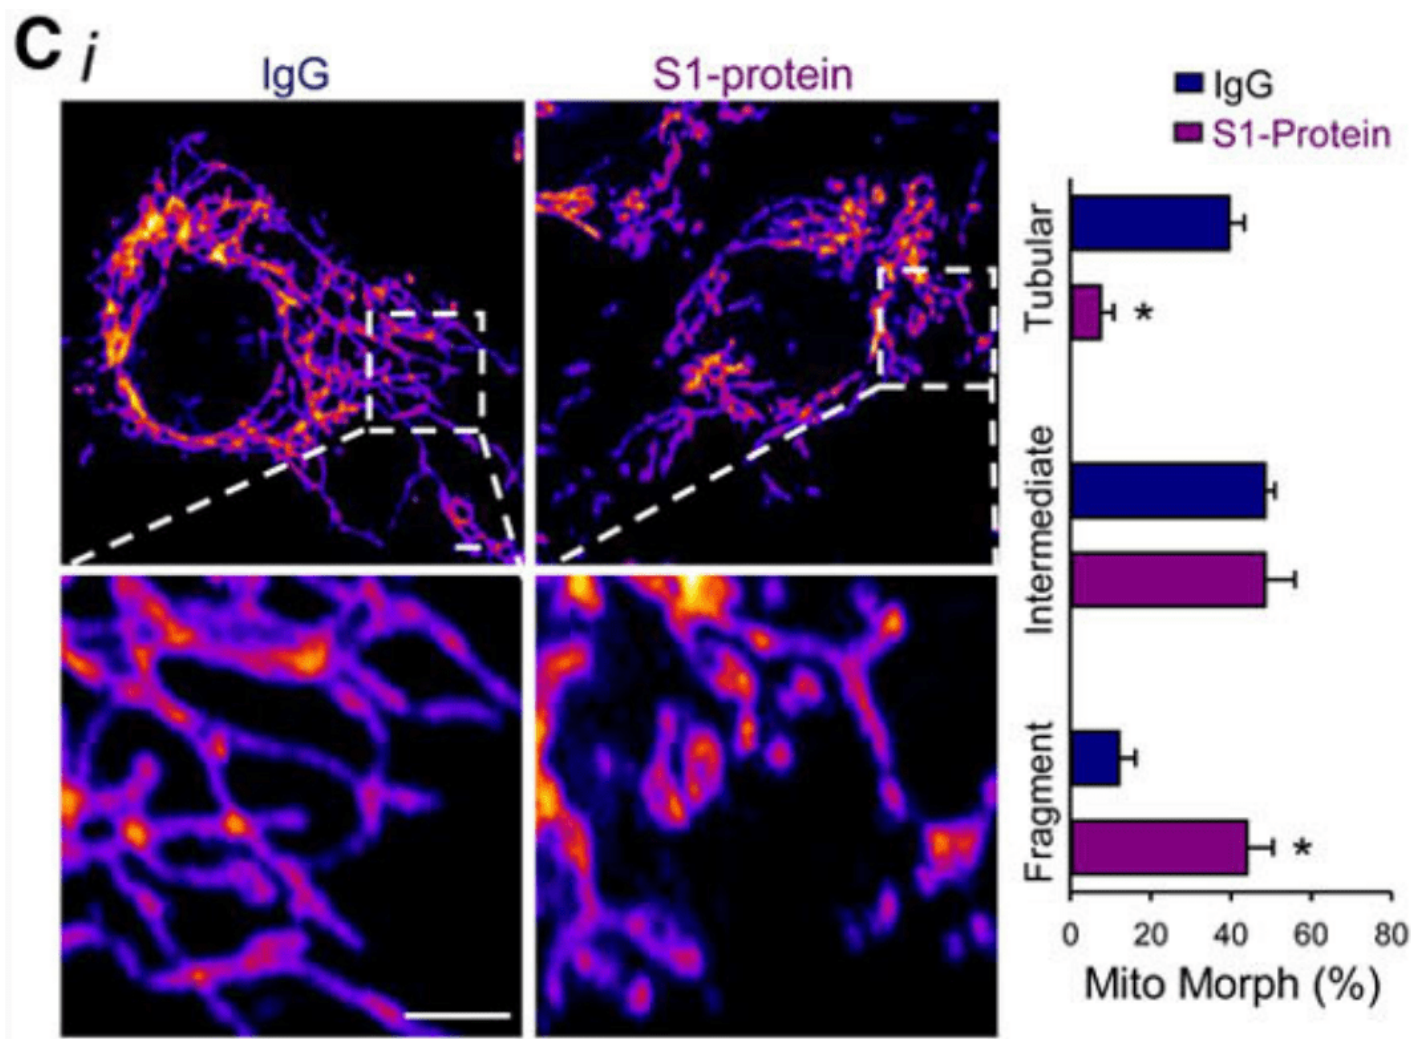 C i
IgG
S1-protein
IgG
S1-Protein
Tubular
Intermediate
Fragment
0 20 40 60 80
Mito Morph (%)
*
*